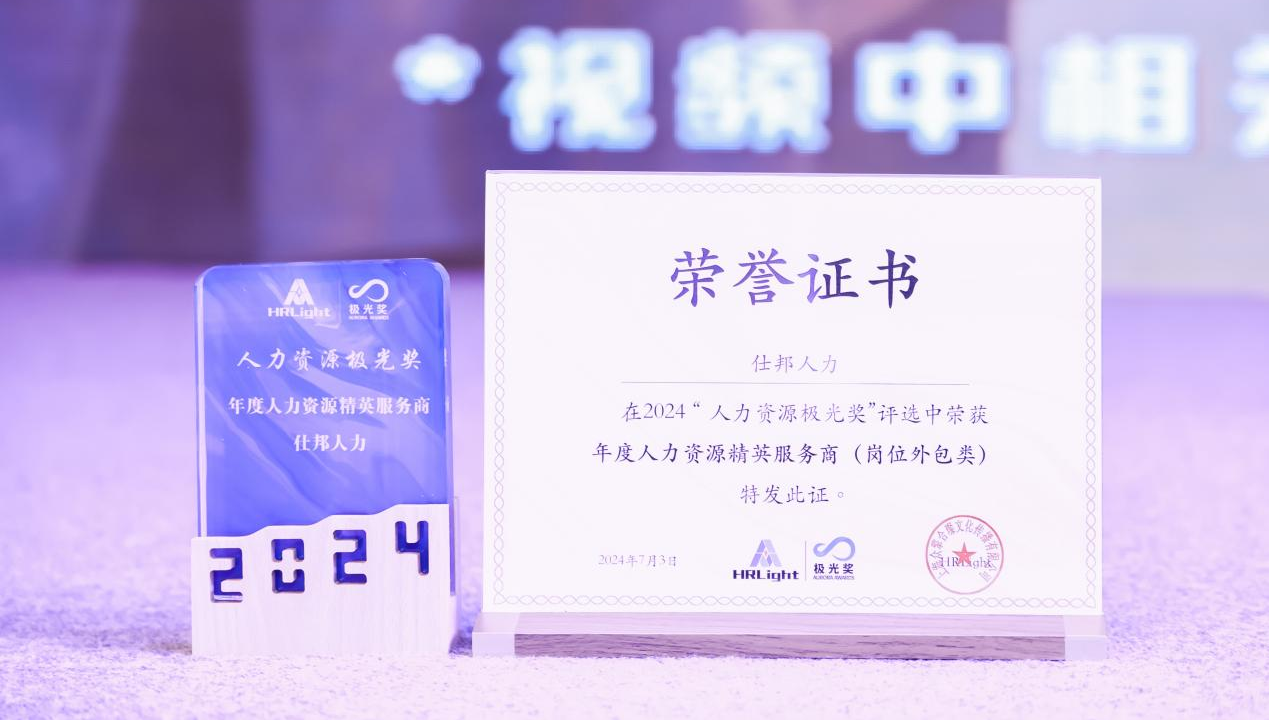 *视频中相
HRLight
极光奖
AURORA AWARDS
人力资源极光奖
年度人力资源精英服务商
仕邦人力
2024
荣誉证书
仕邦人力
在2024“人力资源极光奖”评选中荣获
年度人力资源精英服务商（岗位外包类）
特发此证。
2024年7月3日
HRLight
极光奖
AURORA AWARDS
HRLight